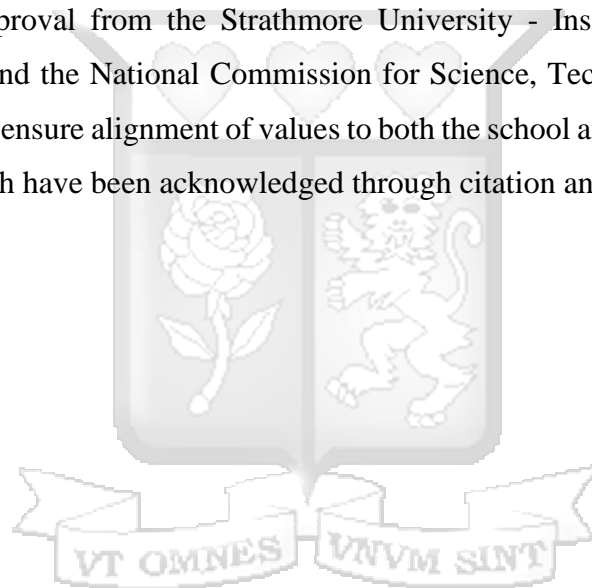 proval from the Strathmore University - Ins
nd the National Commission for Science, Tec
ensure alignment of values to both the school a
h have been acknowledged through citation an
VT OMNES VNVM SINT